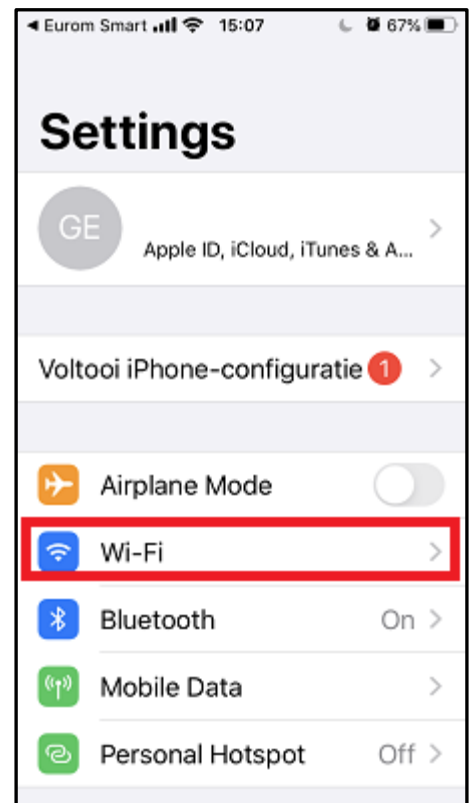 Eurom Smart 15:07 67%
Settings
GE
Apple ID, iCloud, iTunes & A...
Voltooi iPhone-configuratie 1
Airplane Mode
Wi-Fi
Bluetooth On
Mobile Data
Personal Hotspot Off